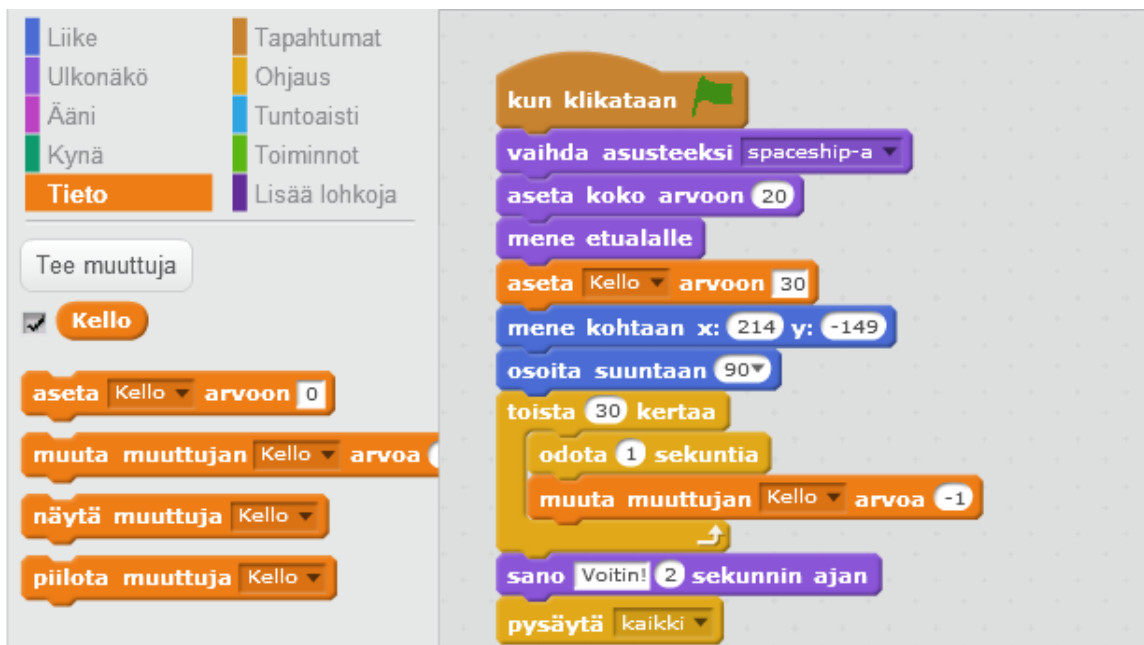 Liike
Ulkonäkö
Ääni
Kynä
Tieto
Tapahtumat
Ohjaus
Tuntoaisti
Toiminnot
Lisää lohkoja
Tee muuttuja
Kello
aseta Kello arvoon 0
muuta muuttujan Kello arvoa
näytä muuttuja Kello
piilota muuttuja Kello
kun klikataan
vaihda asusteeksi spaceship-a
aseta koko arvoon 20
mene etualalle
aseta Kello arvoon 30
mene kohtaan x: 214 y: -149
osoita suuntaan 90
toista 30 kertaa
odota 1 sekuntia
muuta muuttujan Kello arvoa -1
sano Voitin! 2 sekunnin ajan
pysäytä kaikki